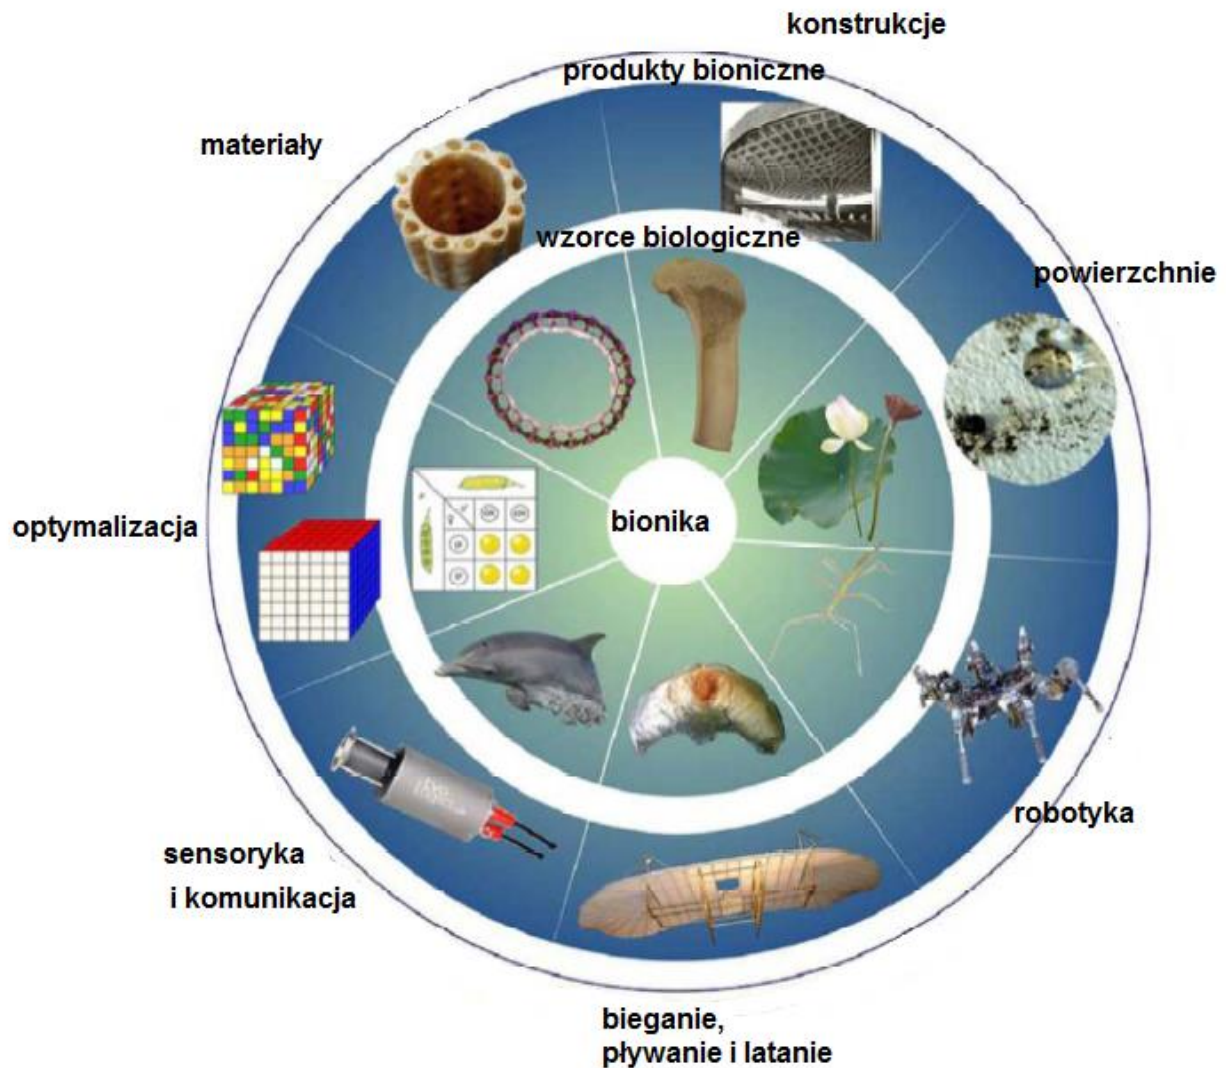 konstrukcje
produkty bioniczne
materiały
wzorce biologiczne
powierzchnie
optymalizacja
bionika
robotyka
sensoryka
i komunikacja
bieganie,
pływanie i latanie